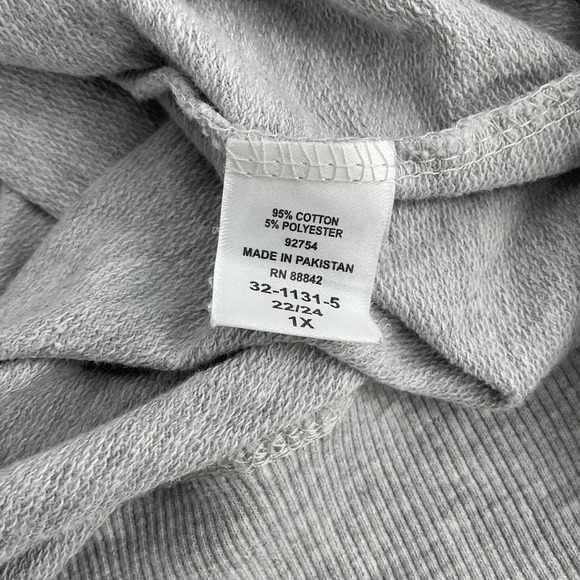 95% COTTON
5% POLYESTER
92754
MADE IN PAKISTAN
RN 88842
32-1131-5
22/24
1X